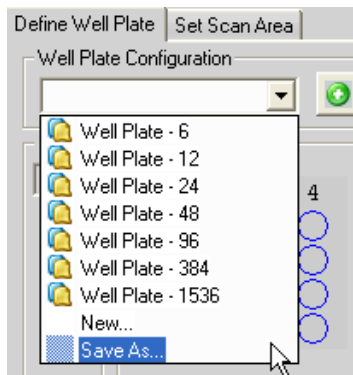 Define Well Plate Set Scan Area
Well Plate Configuration
Well Plate - 6
Well Plate - 12
Well Plate - 24
Well Plate - 48
Well Plate - 96
Well Plate - 384
Well Plate - 1536
New...
Save As...
4